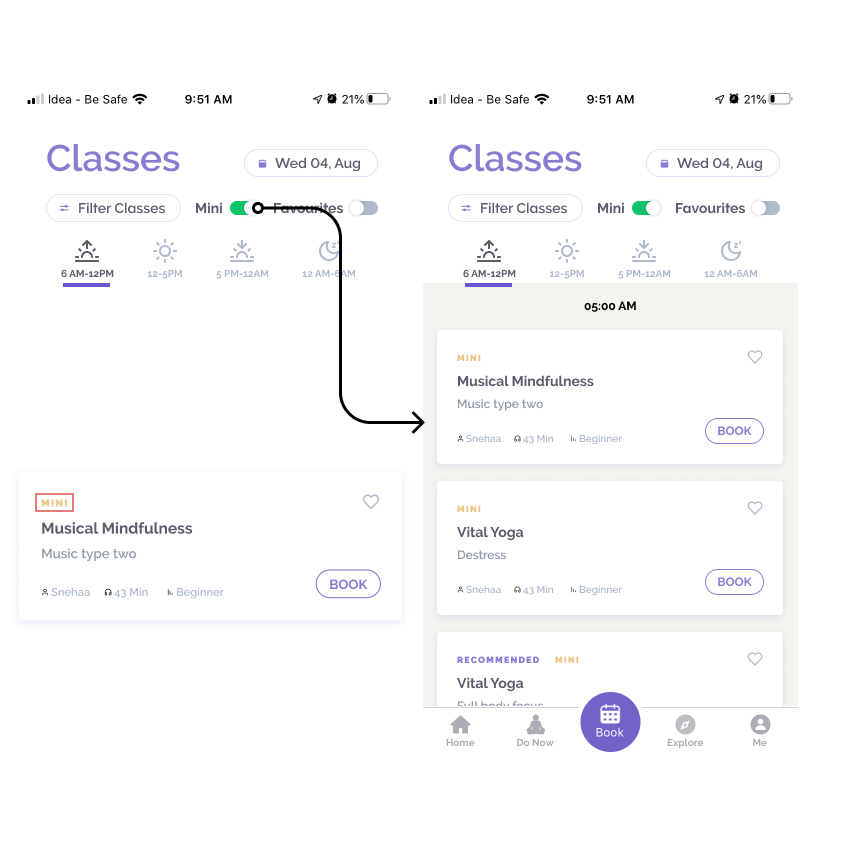 Idea - Be Safe 9:51 AM 21%
Classes
Wed 04, Aug
Filter Classes Mini Favourites
6 AM-12PM 12-5PM 5 PM-12AM 12 AM-6AM
MINI
Musical Mindfulness
Music type two
Snehaa 43 Min Beginner
BOOK
Idea - Be Safe 9:51 AM 21%
Classes
Wed 04, Aug
Filter Classes Mini Favourites
6 AM-12PM 12-5PM 5 PM-12AM 12 AM-6AM
05:00 AM
MINI
Musical Mindfulness
Music type two
Snehaa 43 Min Beginner
BOOK
MINI
Vital Yoga
Destress
Snehaa 43 Min Beginner
BOOK
RECOMMENDED MINI
Vital Yoga
Full body focus
Home Do Now Book Explore Me